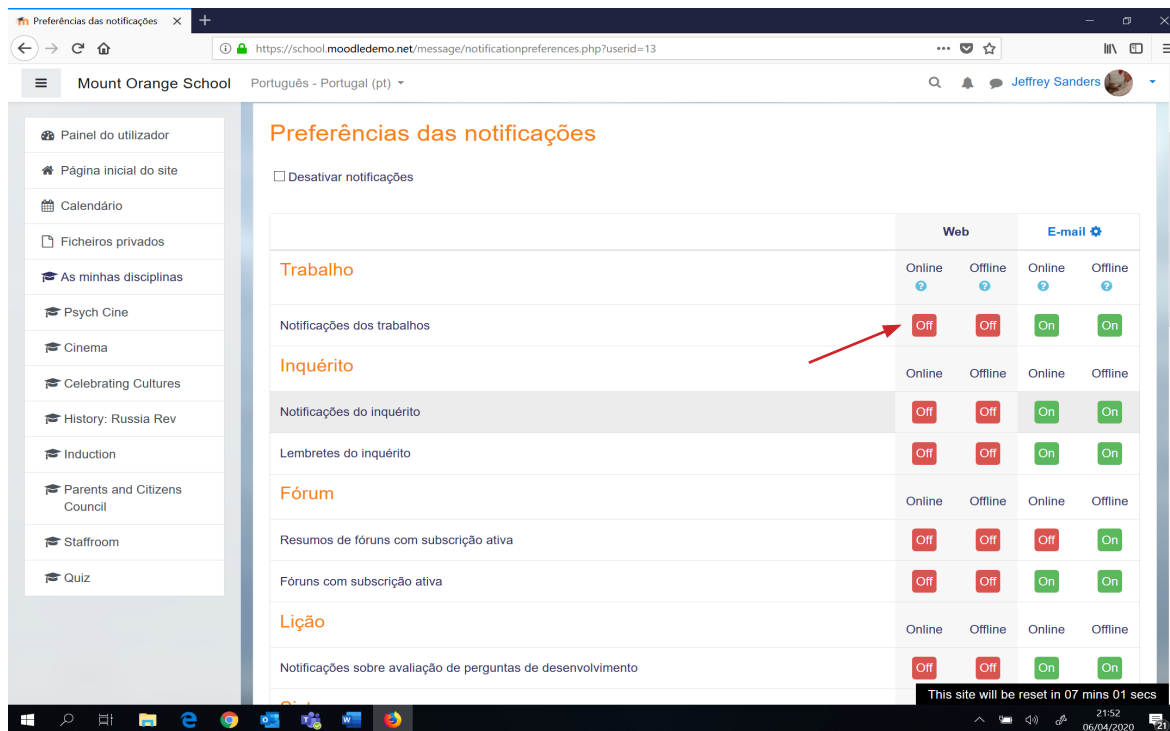 Preferências das notificações
https://school.moodledemo.net/message/notificationpreferences.php?userid=13
Mount Orange School Português - Portugal (pt) Jeffrey Sanders
Painel do utilizador
Página inicial do site
Calendário
Ficheiros privados
As minhas disciplinas
Psych Cine
Cinema
Celebrating Cultures
History: Russia Rev
Induction
Parents and Citizens
Council
Staffroom
Quiz
Preferências das notificações
Desativar notificações
Web E-mail
Trabalho Online Offline Online Offline
Notificações dos trabalhos Off Off On On
Inquérito Online Offline Online Offline
Notificações do inquérito Off Off On On
Lembretes do inquérito Off Off On On
Fórum Online Offline Online Offline
Resumos de fóruns com subscrição ativa Off Off Off On
Fóruns com subscrição ativa Off Off On On
Lição Online Offline Online Offline
Notificações sobre avaliação de perguntas de desenvolvimento Off Off On On
This site will be reset in 07 mins 01 secs
21:52
06/04/2020
21